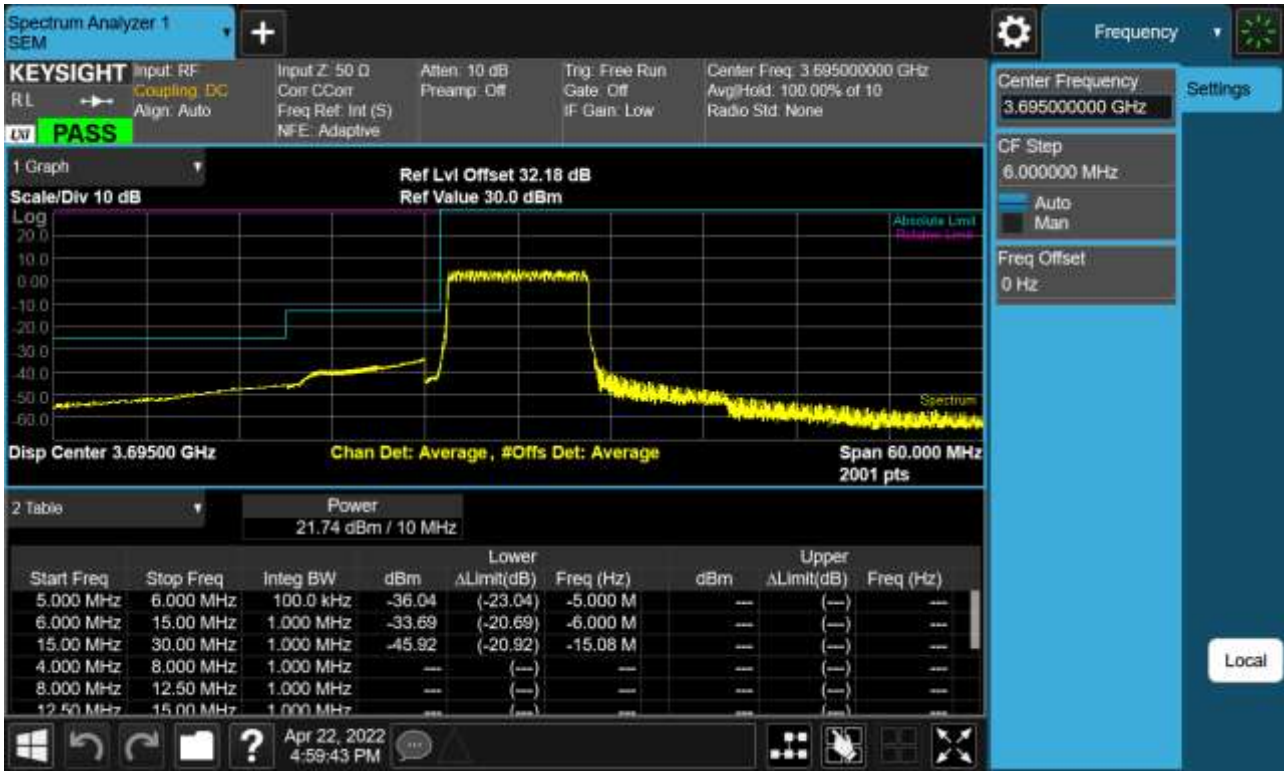 Spectrum Analyzer 1
SEM
+
Frequency
KEYSIGHT
RL
LXI
PASS
Input: RF
Coupling: DC
Align: Auto
Input Z: 50 Ω
Corr CCorr
Freq Ref: Int (S)
NFE: Adaptive
Atten: 10 dB
Preamp: Off
Trig: Free Run
Gate: Off
IF Gain: Low
Center Freq: 3.695000000 GHz
Avg|Hold: 100.00% of 10
Radio Std: None
Center Frequency
3.695000000 GHz
Settings
CF Step
6.000000 MHz
Auto
Man
Freq Offset
0 Hz
Local
1 Graph
Scale/Div 10 dB
Ref Lvl Offset 32.18 dB
Ref Value 30.0 dBm
Log
Absolute Limit
Relative Limit
20.0
10.0
0.00
-10.0
-20.0
-30.0
-40.0
-50.0
-60.0
Spectrum
Disp Center 3.69500 GHz
Chan Det: Average, #Offs Det: Average
Span 60.000 MHz
2001 pts
2 Table
Power
21.74 dBm / 10 MHz
Lower Upper
Start Freq Stop Freq Integ BW dBm ΔLimit(dB) Freq (Hz) dBm ΔLimit(dB) Freq (Hz)
5.000 MHz 6.000 MHz 100.0 kHz -36.04 (-23.04) -5.000 M --- (---) ---
6.000 MHz 15.00 MHz 1.000 MHz -33.69 (-20.69) -6.000 M --- (---) ---
15.00 MHz 30.00 MHz 1.000 MHz -45.92 (-20.92) -15.08 M --- (---) ---
4.000 MHz 8.000 MHz 1.000 MHz --- (---) --- --- (---) ---
8.000 MHz 12.50 MHz 1.000 MHz --- (---) --- --- (---) ---
12.50 MHz 15.00 MHz 1.000 MHz --- (---) --- --- (---) ---
?
Apr 22, 2022
4:59:43 PM